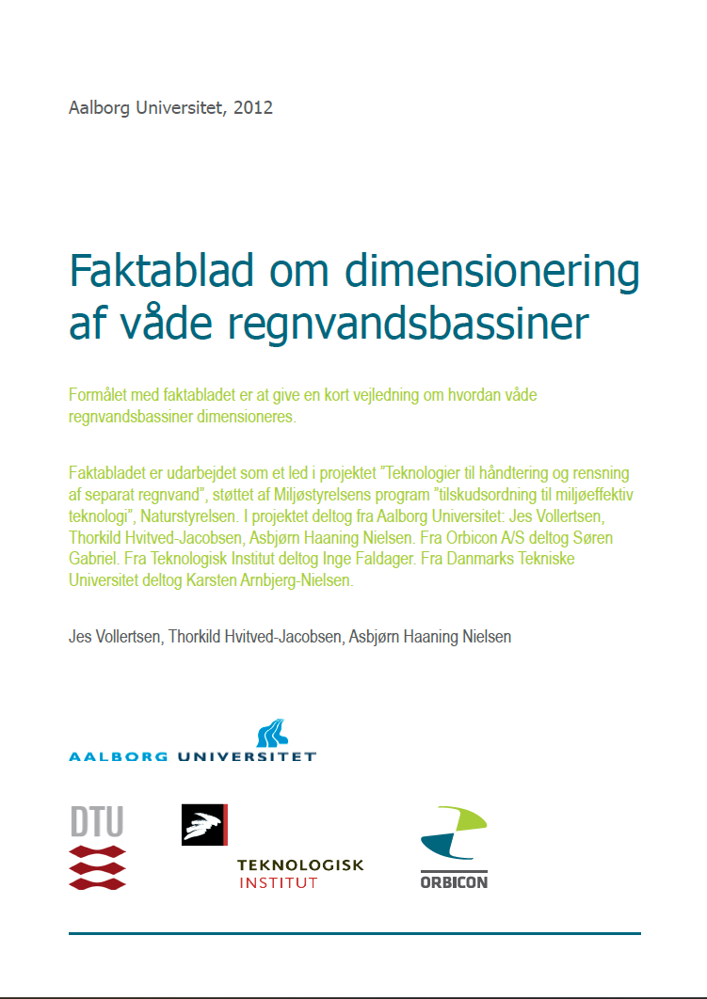 Aalborg Universitet, 2012
Faktablad om dimensionering
af våde regnvandsbassiner
Formålet med faktabladet er at give en kort vejledning om hvordan våde
regnvandsbassiner dimensioneres.
Faktabladet er udarbejdet som et led i projektet ”Teknologier til håndtering og rensning
af separat regnvand”, støttet af Miljøstyrelsens program ”tilskudsordning til miljøeffektiv
teknologi”, Naturstyrelsen. I projektet deltog fra Aalborg Universitet: Jes Vollertsen,
Thorkild Hvitved-Jacobsen, Asbjørn Haaning Nielsen. Fra Orbicon A/S deltog Søren
Gabriel. Fra Teknologisk Institut deltog Inge Faldager. Fra Danmarks Tekniske
Universitet deltog Karsten Arnbjerg-Nielsen.
Jes Vollertsen, Thorkild Hvitved-Jacobsen, Asbjørn Haaning Nielsen
AALBORG UNIVERSITET
DTU
TEKNOLOGISK
INSTITUT
ORBICON